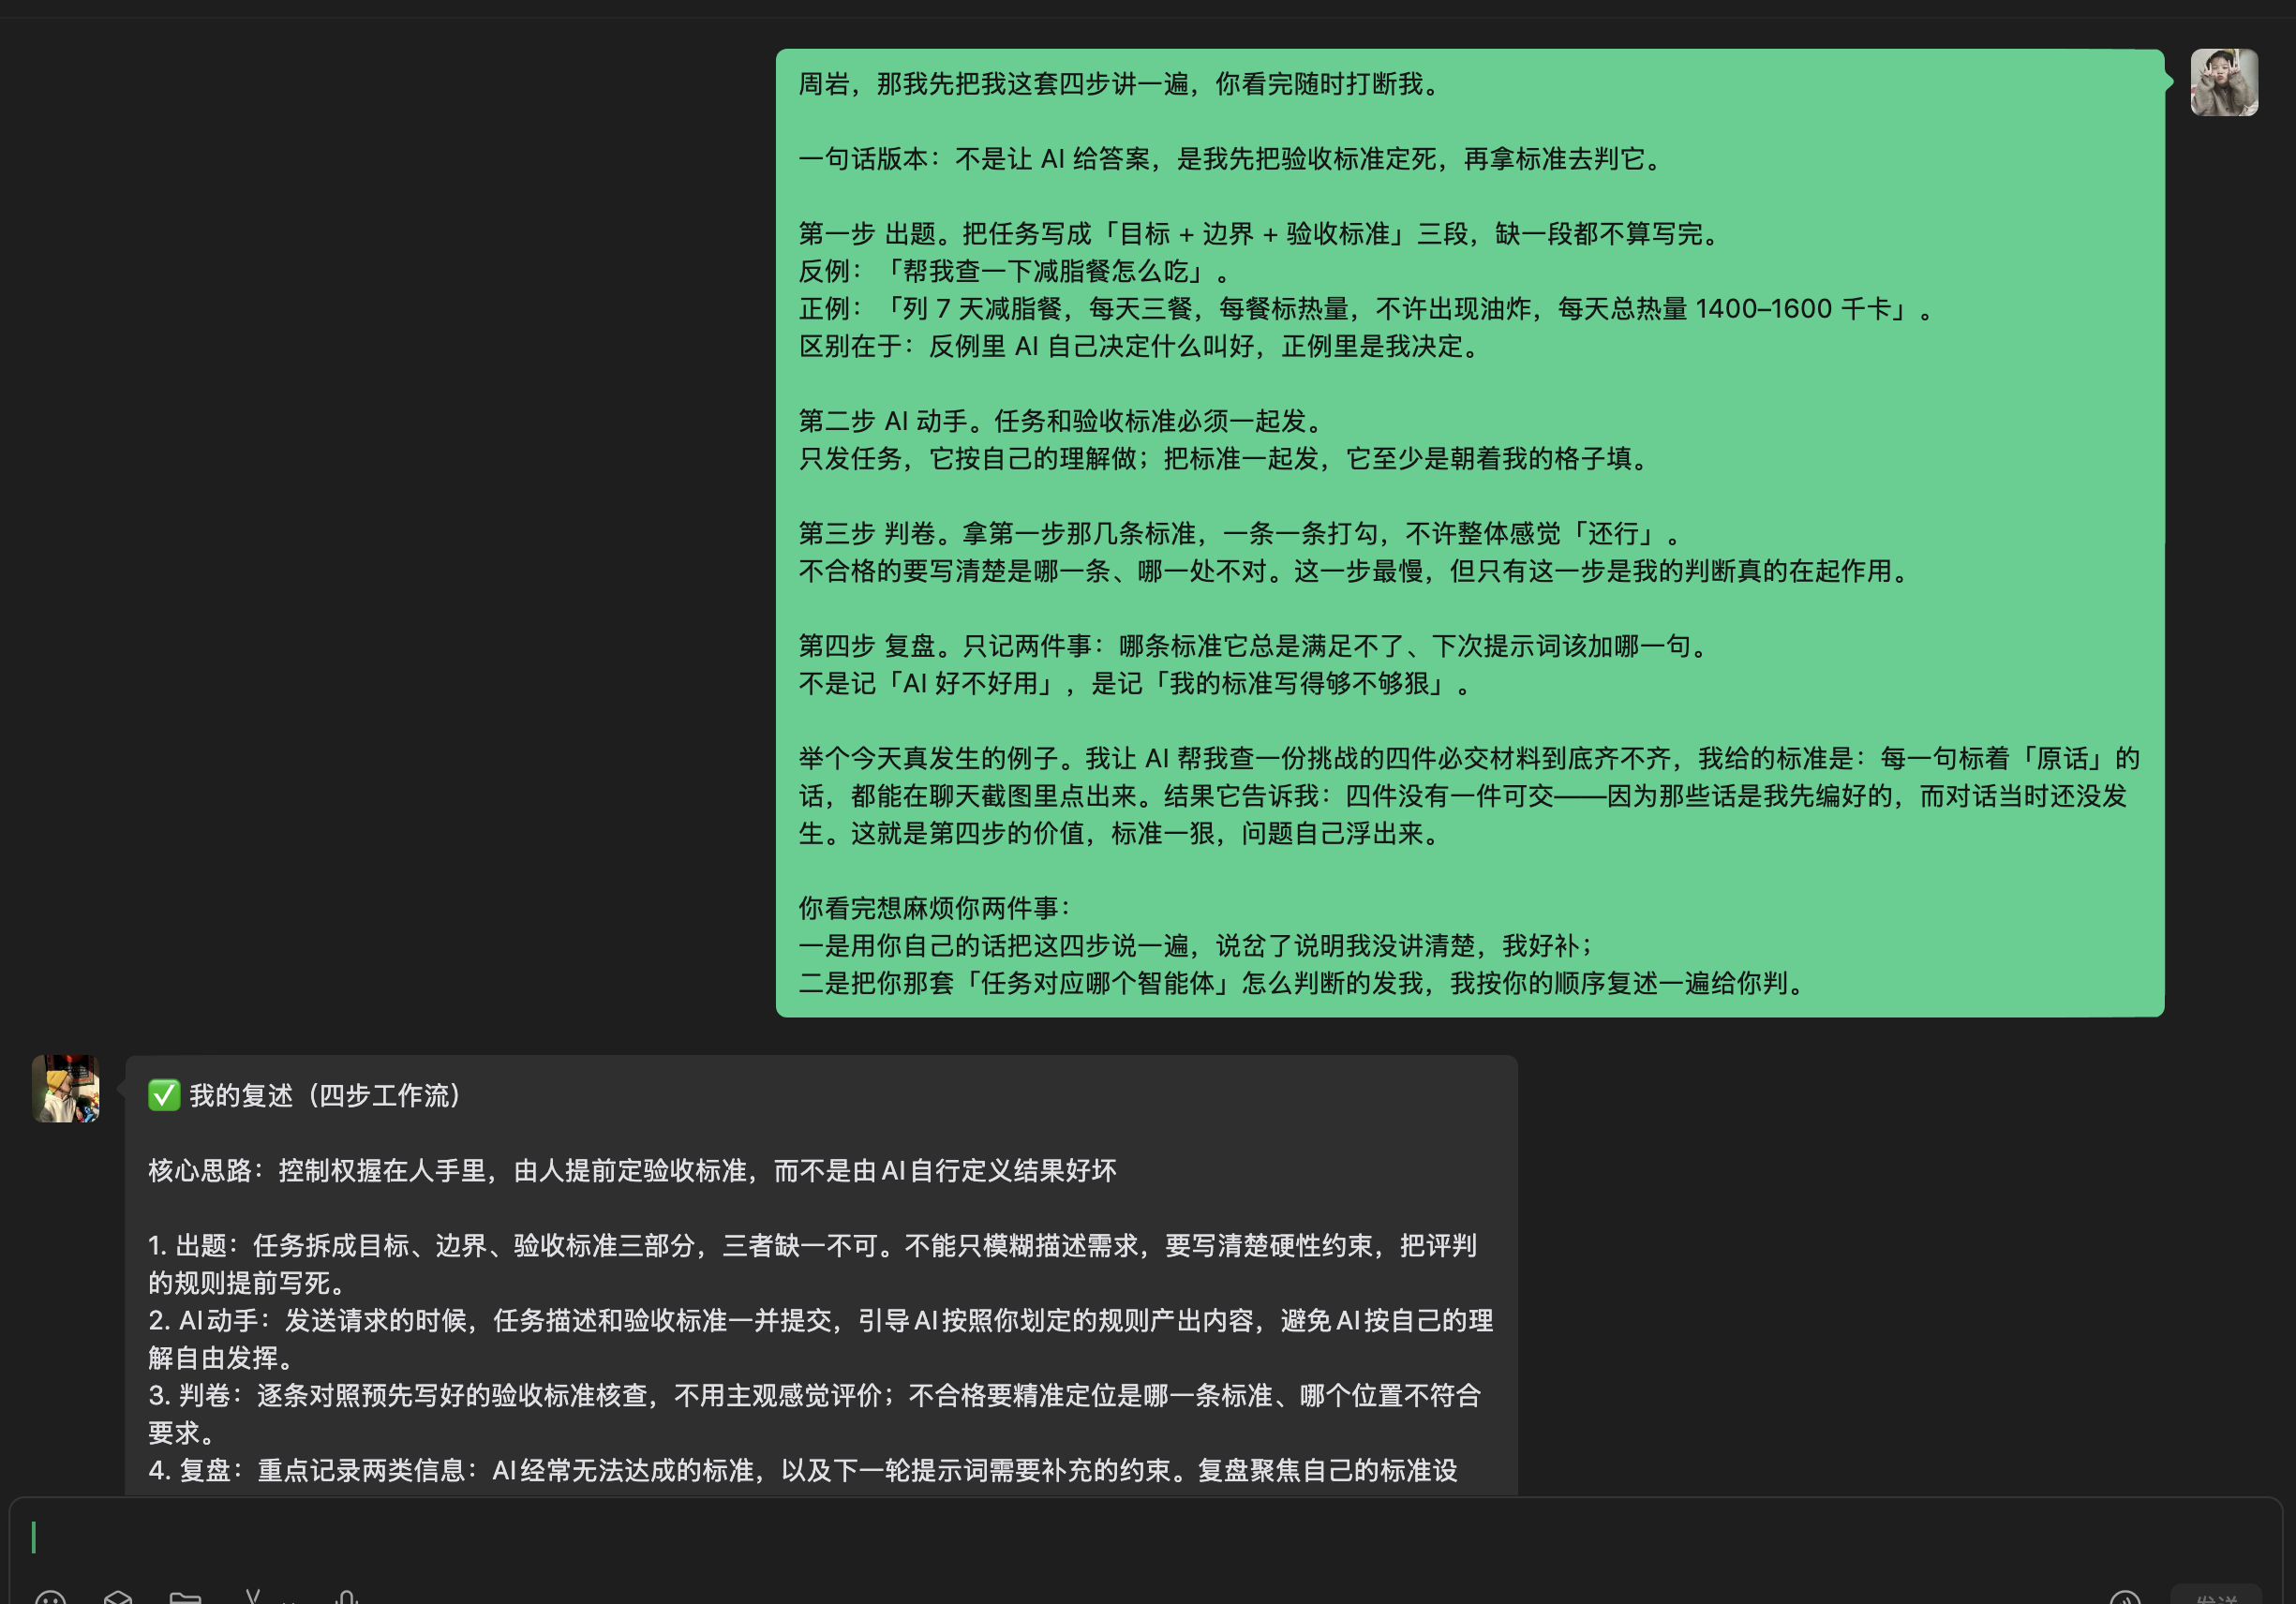 周岩，那我先把我这套四步讲一遍，你看完随时打断我。
一句话版本：不是让 AI 给答案，是我先把验收标准定死，再拿标准去判它。
第一步 出题。把任务写成「目标 + 边界 + 验收标准」三段，缺一段都不算写完。
反例：「帮我查一下减脂餐怎么吃」。
正例：「列 7 天减脂餐，每天三餐，每餐标热量，不许出现油炸，每天总热量 1400–1600 千卡」。
区别在于：反例里 AI 自己决定什么叫好，正例里是我决定。
第二步 AI 动手。任务和验收标准必须一起发。
只发任务，它按自己的理解做；把标准一起发，它至少是朝着我的格子填。
第三步 判卷。拿第一步那几条标准，一条一条打勾，不许整体感觉「还行」。
不合格的要写清楚是哪一条、哪一处不对。这一步最慢，但只有这一步是我的判断真的在起作用。
第四步 复盘。只记两件事：哪条标准它总是满足不了、下次提示词该加哪一句。
不是记「AI 好不好用」，是记「我的标准写得够不够狠」。
举个今天真发生的例子。我让 AI 帮我查一份挑战的四件必交材料到底齐不齐，我给的标准是：每一句标着「原话」的
话，都能在聊天截图里点出来。结果它告诉我：四件没有一件可交——因为那些话是我先编好的，而对话当时还没发
生。这就是第四步的价值，标准一狠，问题自己浮出来。
你看完想麻烦你两件事：
一是用你自己的话把这四步说一遍，说岔了说明我没讲清楚，我好补；
二是把你那套「任务对应哪个智能体」怎么判断的发我，我按你的顺序复述一遍给你判。
✅ 我的复述（四步工作流）
核心思路：控制权握在人手里，由人提前定验收标准，而不是由AI自行定义结果好坏
1. 出题：任务拆成目标、边界、验收标准三部分，三者缺一不可。不能只模糊描述需求，要写清楚硬性约束，把评判
的规则提前写死。
2. AI动手：发送请求的时候，任务描述和验收标准一并提交，引导AI按照你划定的规则产出内容，避免AI按自己的理
解自由发挥。
3. 判卷：逐条对照预先写好的验收标准核查，不用主观感觉评价；不合格要精准定位是哪一条标准、哪个位置不符合
要求。
4. 复盘：重点记录两类信息：AI经常无法达成的标准，以及下一轮提示词需要补充的约束。复盘聚焦自己的标准设